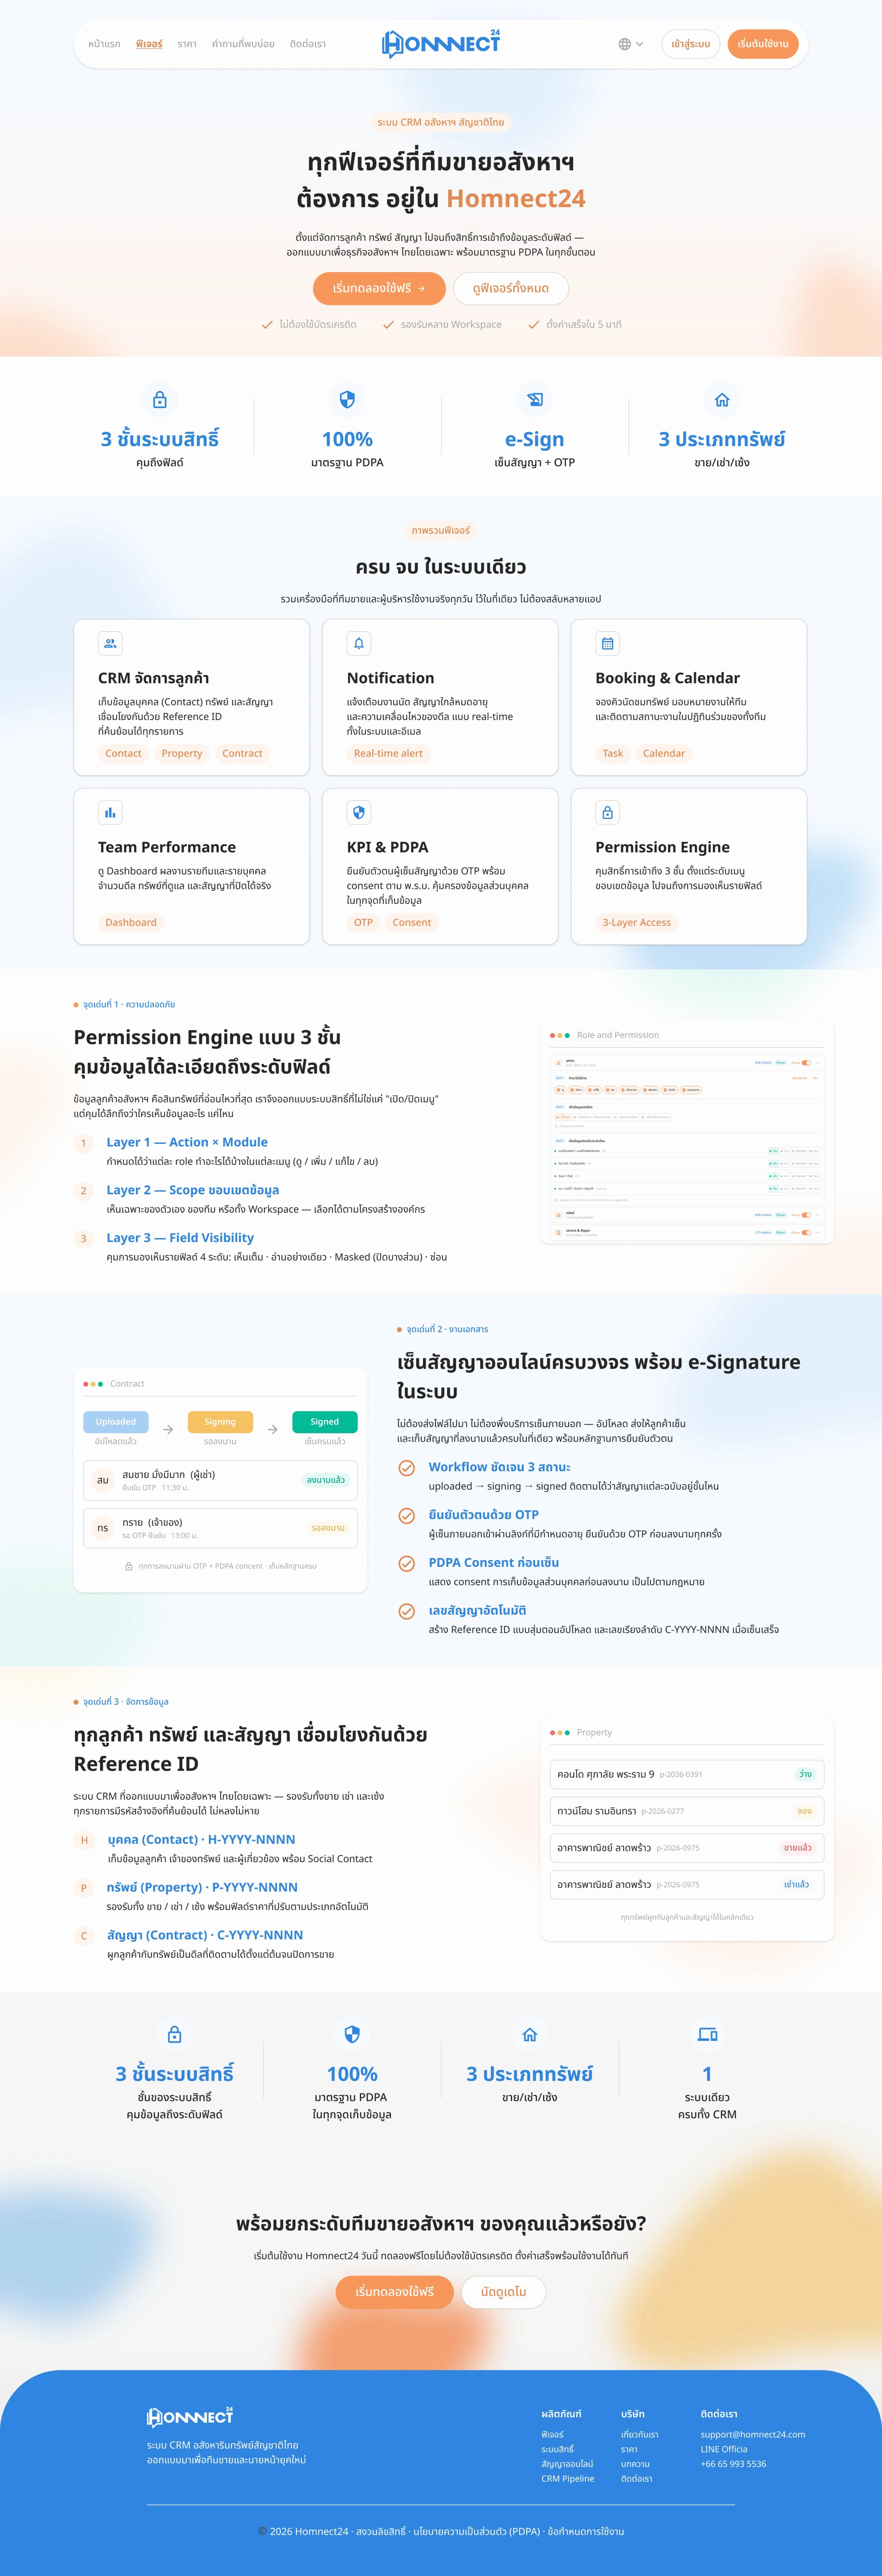 หน้าแรก
ฟีเจอร์
ราคา
คำถามที่พบบ่อย
ติดต่อเรา
HONNNECT24
เข้าสู่ระบบ
เริ่มต้นใช้งาน
ระบบ CRM อสังหาฯ สัญชาติไทย
ทุกฟีเจอร์ที่ทีมขายอสังหาฯ
ต้องการ อยู่ใน Homnect24
ตั้งแต่จัดการลูกค้า ทรัพย์ สัญญา ไปจนถึงสิทธิ์การเข้าถึงข้อมูลระดับฟิลด์ —
ออกแบบมาเพื่อธุรกิจอสังหาฯ ไทยโดยเฉพาะ พร้อมมาตรฐาน PDPA ในทุกขั้นตอน
เริ่มทดลองใช้ฟรี →
ดูฟีเจอร์ทั้งหมด
ไม่ต้องใช้บัตรเครดิต
รองรับหลาย Workspace
ตั้งค่าเสร็จใน 5 นาที
3 ชั้นระบบสิทธิ์
คุมถึงฟิลด์
100%
มาตรฐาน PDPA
e-Sign
เซ็นสัญญา + OTP
3 ประเภททรัพย์
ขาย/เช่า/เซ้ง
ภาพรวมฟีเจอร์
ครบ จบ ในระบบเดียว
รวมเครื่องมือที่ทีมขายและผู้บริหารใช้งานจริงทุกวัน ไว้ในที่เดียว ไม่ต้องสลับหลายแอป
CRM จัดการลูกค้า
เก็บข้อมูลบุคคล (Contact) ทรัพย์ และสัญญา
เชื่อมโยงกันด้วย Reference ID
ที่ค้นย้อนได้ทุกรายการ
Contact
Property
Contract
Notification
แจ้งเตือนงานนัด สัญญาใกล้หมดอายุ
และความเคลื่อนไหวของดีล แบบ real-time
ทั้งในระบบและอีเมล
Real-time alert
Booking & Calendar
จองคิวนัดชมทรัพย์ มอบหมายงานให้ทีม
และติดตามสถานะงานในปฏิทินร่วมของทั้งทีม
Task
Calendar
Team Performance
ดู Dashboard ผลงานรายทีมและรายบุคคล
จำนวนดีล ทรัพย์ที่ดูแล และสัญญาที่ปิดได้จริง
Dashboard
KPI & PDPA
ยืนยันตัวตนผู้เซ็นสัญญาด้วย OTP พร้อม
consent ตาม พ.ร.บ. คุ้มครองข้อมูลส่วนบุคคล
ในทุกจุดที่เก็บข้อมูล
OTP
Consent
Permission Engine
คุมสิทธิ์การเข้าถึง 3 ชั้น ตั้งแต่ระดับเมนู
ขอบเขตข้อมูล ไปจนถึงการมองเห็นรายฟิลด์
3-Layer Access
จุดเด่นที่ 1 · ความปลอดภัย
Permission Engine แบบ 3 ชั้น
คุมข้อมูลได้ละเอียดถึงระดับฟิลด์
ข้อมูลลูกค้าอสังหาฯ คือสินทรัพย์ที่อ่อนไหวที่สุด เราจึงออกแบบระบบสิทธิ์ที่ไม่ใช่แค่ "เปิด/ปิดเมนู"
แต่คุมได้ลึกถึงว่าใครเห็นข้อมูลอะไร แค่ไหน
1
Layer 1 — Action × Module
กำหนดได้ว่าแต่ละ role ทำอะไรได้บ้างในแต่ละเมนู (ดู / เพิ่ม / แก้ไข / ลบ)
2
Layer 2 — Scope ขอบเขตข้อมูล
เห็นเฉพาะของตัวเอง ของทีม หรือทั้ง Workspace — เลือกได้ตามโครงสร้างองค์กร
3
Layer 3 — Field Visibility
คุมการมองเห็นรายฟิลด์ 4 ระดับ: เห็นเต็ม · อ่านอย่างเดียว · Masked (ปิดบางส่วน) · ซ่อน
Role and Permission
จุดเด่นที่ 2 · งานเอกสาร
เซ็นสัญญาออนไลน์ครบวงจร พร้อม e-Signature
ในระบบ
ไม่ต้องส่งไฟล์ไปมา ไม่ต้องพึ่งบริการเซ็นภายนอก — อัปโหลด ส่งให้ลูกค้าเซ็น
และเก็บสัญญาที่ลงนามแล้วครบในที่เดียว พร้อมหลักฐานการยืนยันตัวตน
Workflow ชัดเจน 3 สถานะ
uploaded → signing → signed ติดตามได้ว่าสัญญาแต่ละฉบับอยู่ขั้นไหน
ยืนยันตัวตนด้วย OTP
ผู้เซ็นภายนอกเข้าผ่านลิงก์ที่มีกำหนดอายุ ยืนยันด้วย OTP ก่อนลงนามทุกครั้ง
PDPA Consent ก่อนเซ็น
แสดง consent การเก็บข้อมูลส่วนบุคคลก่อนลงนาม เป็นไปตามกฎหมาย
เลขสัญญาอัตโนมัติ
สร้าง Reference ID แบบสุ่มตอนอัปโหลด และเลขเรียงลำดับ C-YYYY-NNNN เมื่อเซ็นเสร็จ
Contract
Uploaded
อัปโหลดแล้ว
→
Signing
รอลงนาม
→
Signed
เซ็นครบแล้ว
สม
สมชาย มั่งมีมาก (ผู้เช่า)
ยืนยัน OTP 11:30 น.
ลงนามแล้ว
ทร
ทราย (เจ้าของ)
รอ OTP ยืนยัน 13:00 น.
รอลงนาม
ทุกการลงนามผ่าน OTP + PDPA concent · เก็บหลักฐานครบ
จุดเด่นที่ 3 · จัดการข้อมูล
ทุกลูกค้า ทรัพย์ และสัญญา เชื่อมโยงกันด้วย
Reference ID
ระบบ CRM ที่ออกแบบมาเพื่ออสังหาฯ ไทยโดยเฉพาะ — รองรับทั้งขาย เช่า และเซ้ง
ทุกรายการมีรหัสอ้างอิงที่ค้นย้อนได้ ไม่หลงไม่หาย
H
บุคคล (Contact) · H-YYYY-NNNN
เก็บข้อมูลลูกค้า เจ้าของทรัพย์ และผู้เกี่ยวข้อง พร้อม Social Contact
P
ทรัพย์ (Property) · P-YYYY-NNNN
รองรับทั้ง ขาย / เช่า / เซ้ง พร้อมฟิลด์ราคาที่ปรับตามประเภทอัตโนมัติ
C
สัญญา (Contract) · C-YYYY-NNNN
ผูกลูกค้ากับทรัพย์เป็นดีลที่ติดตามได้ตั้งแต่ต้นจนปิดการขาย
Property
คอนโด ศุภาลัย พระราม 9 p-2026-0391
ว่าง
ทาวน์โฮม รามอินทรา p-2026-0277
จอง
อาคารพาณิชย์ ลาดพร้าว p-2026-0975
ขายแล้ว
อาคารพาณิชย์ ลาดพร้าว p-2026-0975
เช่าแล้ว
ทุกทรัพย์ผูกกับลูกค้าและสัญญาได้ในคลิกเดียว
3 ชั้นระบบสิทธิ์
ชั้นของระบบสิทธิ์
คุมข้อมูลถึงระดับฟิลด์
100%
มาตรฐาน PDPA
ในทุกจุดเก็บข้อมูล
3 ประเภททรัพย์
ขาย/เช่า/เซ้ง
1
ระบบเดียว
ครบทั้ง CRM
พร้อมยกระดับทีมขายอสังหาฯ ของคุณแล้วหรือยัง?
เริ่มต้นใช้งาน Homnect24 วันนี้ ทดลองฟรีโดยไม่ต้องใช้บัตรเครดิต ตั้งค่าเสร็จพร้อมใช้งานได้ทันที
เริ่มทดลองใช้ฟรี
นัดดูเดโม
HONNNECT24
ระบบ CRM อสังหาริมทรัพย์สัญชาติไทย
ออกแบบมาเพื่อทีมขายและนายหน้ายุคใหม่
ผลิตภัณฑ์
ฟีเจอร์
ระบบสิทธิ์
สัญญาออนไลน์
CRM Pipeline
บริษัท
เกี่ยวกับเรา
ราคา
บทความ
ติดต่อเรา
ติดต่อเรา
support@homnect24.com
LINE Officia
+66 65 993 5536
© 2026 Homnect24 · สงวนลิขสิทธิ์ · นโยบายความเป็นส่วนตัว (PDPA) · ข้อกำหนดการใช้งาน